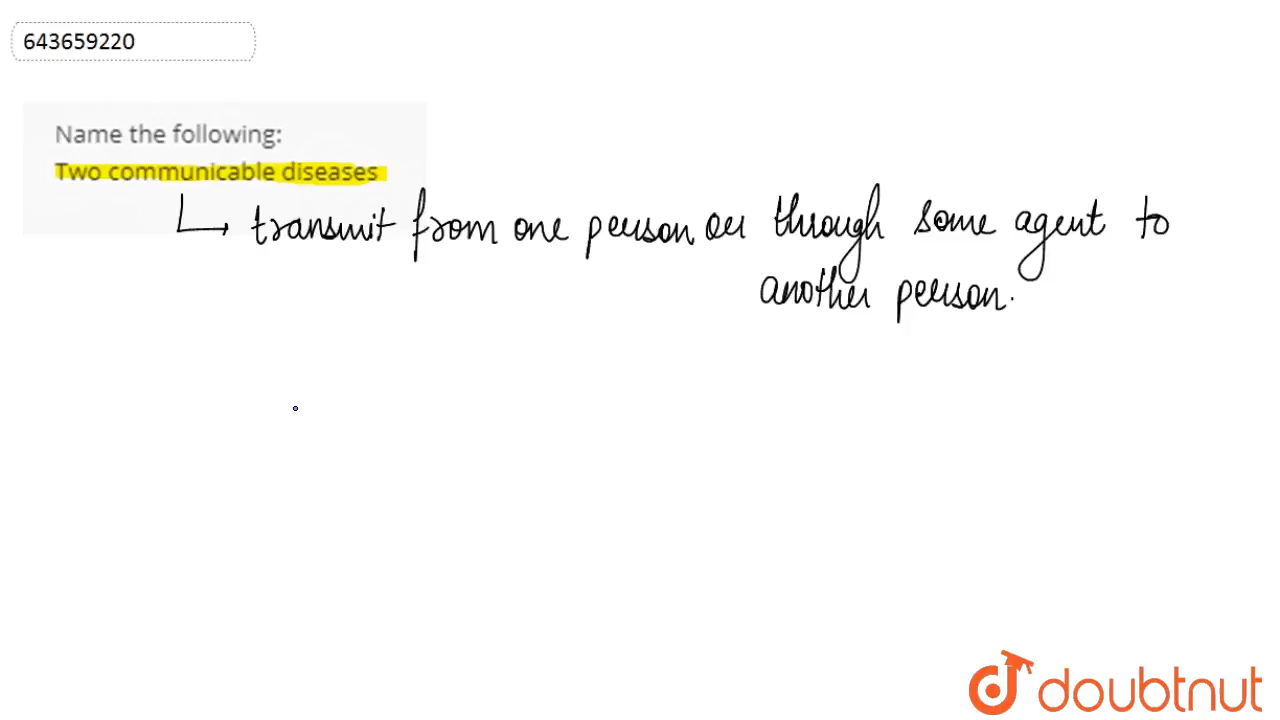 643659220
Name the following:
Two communicable diseases
↳ transmit from one person or through some agent to
another person.
doubtnut